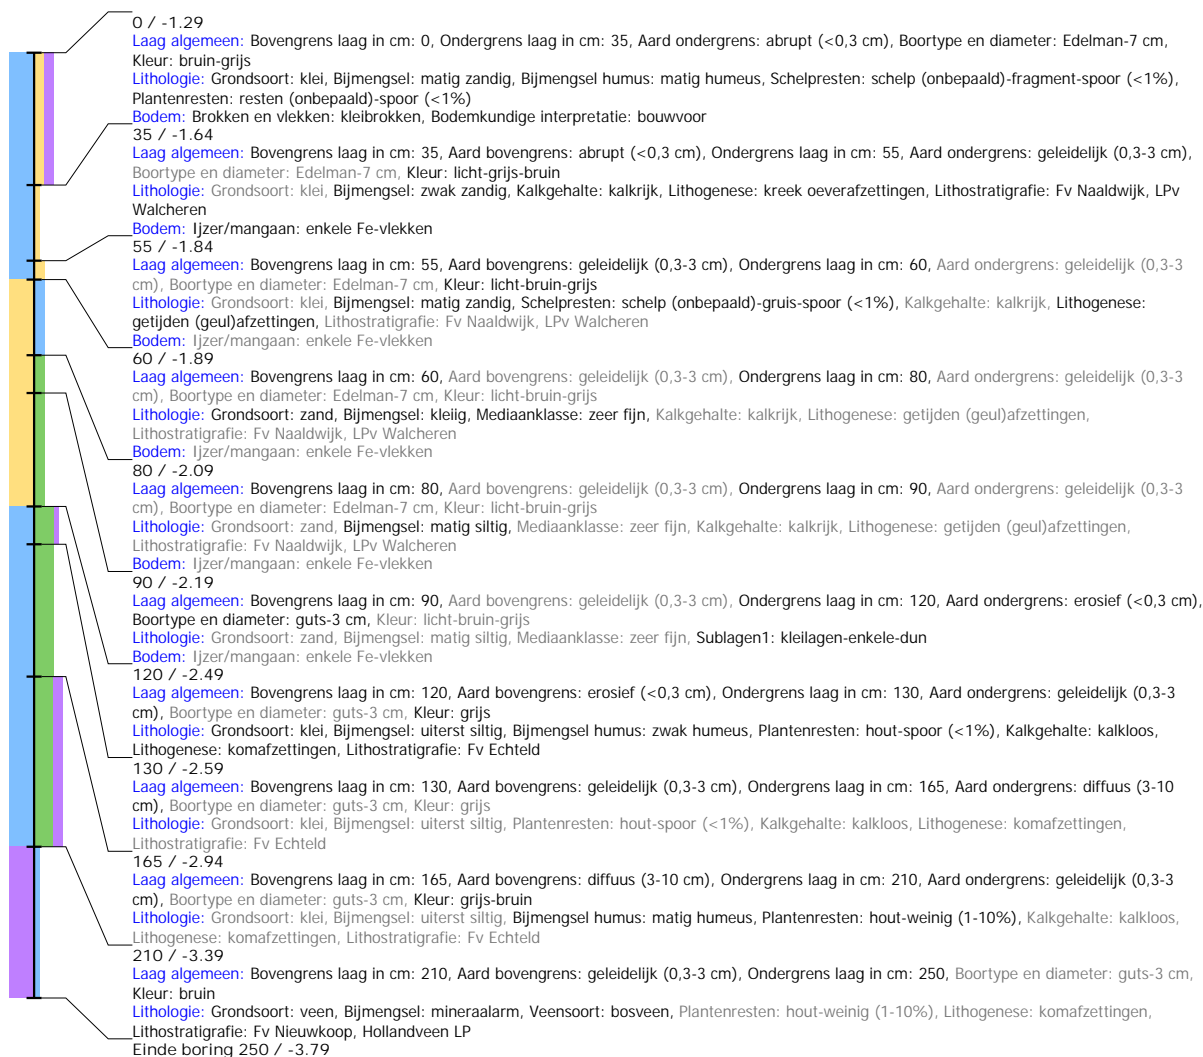 0 / -1.29
Laag algemeen: Bovengrens laag in cm: 0, Ondergrens laag in cm: 35, Aard ondergrens: abrupt (<0,3 cm), Boortype en diameter: Edelman-7 cm,
Kleur: bruin-grijs
Lithologie: Grondsoort: klei, Bijmengsel: matig zandig, Bijmengsel humus: matig humeus, Schelpresten: schelp (onbepaald)-fragment-spoor (<1%),
Plantenresten: resten (onbepaald)-spoor (<1%)
Bodem: Brokken en vlekken: kleibrokken, Bodemkundige interpretatie: bouwvoor
35 / -1.64
Laag algemeen: Bovengrens laag in cm: 35, Aard bovengrens: abrupt (<0,3 cm), Ondergrens laag in cm: 55, Aard ondergrens: geleidelijk (0,3-3 cm),
Boortype en diameter: Edelman-7 cm, Kleur: licht-grijs-bruin
Lithologie: Grondsoort: klei, Bijmengsel: zwak zandig, Kalkgehalte: kalkrijk, Lithogenese: kreek oeverafzettingen, Lithostratigrafie: Fv Naaldwijk, LPv
Walcheren
Bodem: Ijzer/mangaan: enkele Fe-vlekken
55 / -1.84
Laag algemeen: Bovengrens laag in cm: 55, Aard bovengrens: geleidelijk (0,3-3 cm), Ondergrens laag in cm: 60, Aard ondergrens: geleidelijk (0,3-3
cm), Boortype en diameter: Edelman-7 cm, Kleur: licht-bruin-grijs
Lithologie: Grondsoort: klei, Bijmengsel: matig zandig, Schelpresten: schelp (onbepaald)-gruis-spoor (<1%), Kalkgehalte: kalkrijk, Lithogenese:
getijden (geul)afzettingen, Lithostratigrafie: Fv Naaldwijk, LPv Walcheren
Bodem: Ijzer/mangaan: enkele Fe-vlekken
60 / -1.89
Laag algemeen: Bovengrens laag in cm: 60, Aard bovengrens: geleidelijk (0,3-3 cm), Ondergrens laag in cm: 80, Aard ondergrens: geleidelijk (0,3-3
cm), Boortype en diameter: Edelman-7 cm, Kleur: licht-bruin-grijs
Lithologie: Grondsoort: zand, Bijmengsel: kleiig, Mediaanklasse: zeer fijn, Kalkgehalte: kalkrijk, Lithogenese: getijden (geul)afzettingen,
Lithostratigrafie: Fv Naaldwijk, LPv Walcheren
Bodem: Ijzer/mangaan: enkele Fe-vlekken
80 / -2.09
Laag algemeen: Bovengrens laag in cm: 80, Aard bovengrens: geleidelijk (0,3-3 cm), Ondergrens laag in cm: 90, Aard ondergrens: geleidelijk (0,3-3
cm), Boortype en diameter: Edelman-7 cm, Kleur: licht-bruin-grijs
Lithologie: Grondsoort: zand, Bijmengsel: matig siltig, Mediaanklasse: zeer fijn, Kalkgehalte: kalkrijk, Lithogenese: getijden (geul)afzettingen,
Lithostratigrafie: Fv Naaldwijk, LPv Walcheren
Bodem: Ijzer/mangaan: enkele Fe-vlekken
90 / -2.19
Laag algemeen: Bovengrens laag in cm: 90, Aard bovengrens: geleidelijk (0,3-3 cm), Ondergrens laag in cm: 120, Aard ondergrens: erosief (<0,3 cm),
Boortype en diameter: guts-3 cm, Kleur: licht-bruin-grijs
Lithologie: Grondsoort: zand, Bijmengsel: matig siltig, Mediaanklasse: zeer fijn, Sublagen1: kleilagen-enkele-dun
Bodem: Ijzer/mangaan: enkele Fe-vlekken
120 / -2.49
Laag algemeen: Bovengrens laag in cm: 120, Aard bovengrens: erosief (<0,3 cm), Ondergrens laag in cm: 130, Aard ondergrens: geleidelijk (0,3-3
cm), Boortype en diameter: guts-3 cm, Kleur: grijs
Lithologie: Grondsoort: klei, Bijmengsel: uiterst siltig, Bijmengsel humus: zwak humeus, Plantenresten: hout-spoor (<1%), Kalkgehalte: kalkloos,
Lithogenese: komafzettingen, Lithostratigrafie: Fv Echteld
130 / -2.59
Laag algemeen: Bovengrens laag in cm: 130, Aard bovengrens: geleidelijk (0,3-3 cm), Ondergrens laag in cm: 165, Aard ondergrens: diffuus (3-10
cm), Boortype en diameter: guts-3 cm, Kleur: grijs
Lithologie: Grondsoort: klei, Bijmengsel: uiterst siltig, Plantenresten: hout-spoor (<1%), Kalkgehalte: kalkloos, Lithogenese: komafzettingen,
Lithostratigrafie: Fv Echteld
165 / -2.94
Laag algemeen: Bovengrens laag in cm: 165, Aard bovengrens: diffuus (3-10 cm), Ondergrens laag in cm: 210, Aard ondergrens: geleidelijk (0,3-3
cm), Boortype en diameter: guts-3 cm, Kleur: grijs-bruin
Lithologie: Grondsoort: klei, Bijmengsel: uiterst siltig, Bijmengsel humus: matig humeus, Plantenresten: hout-weinig (1-10%), Kalkgehalte: kalkloos,
Lithogenese: komafzettingen, Lithostratigrafie: Fv Echteld
210 / -3.39
Laag algemeen: Bovengrens laag in cm: 210, Aard bovengrens: geleidelijk (0,3-3 cm), Ondergrens laag in cm: 250, Boortype en diameter: guts-3 cm,
Kleur: bruin
Lithologie: Grondsoort: veen, Bijmengsel: mineraalarm, Veensoort: bosveen, Plantenresten: hout-weinig (1-10%), Lithogenese: komafzettingen,
Lithostratigrafie: Fv Nieuwkoop, Hollandveen LP
Einde boring 250 / -3.79